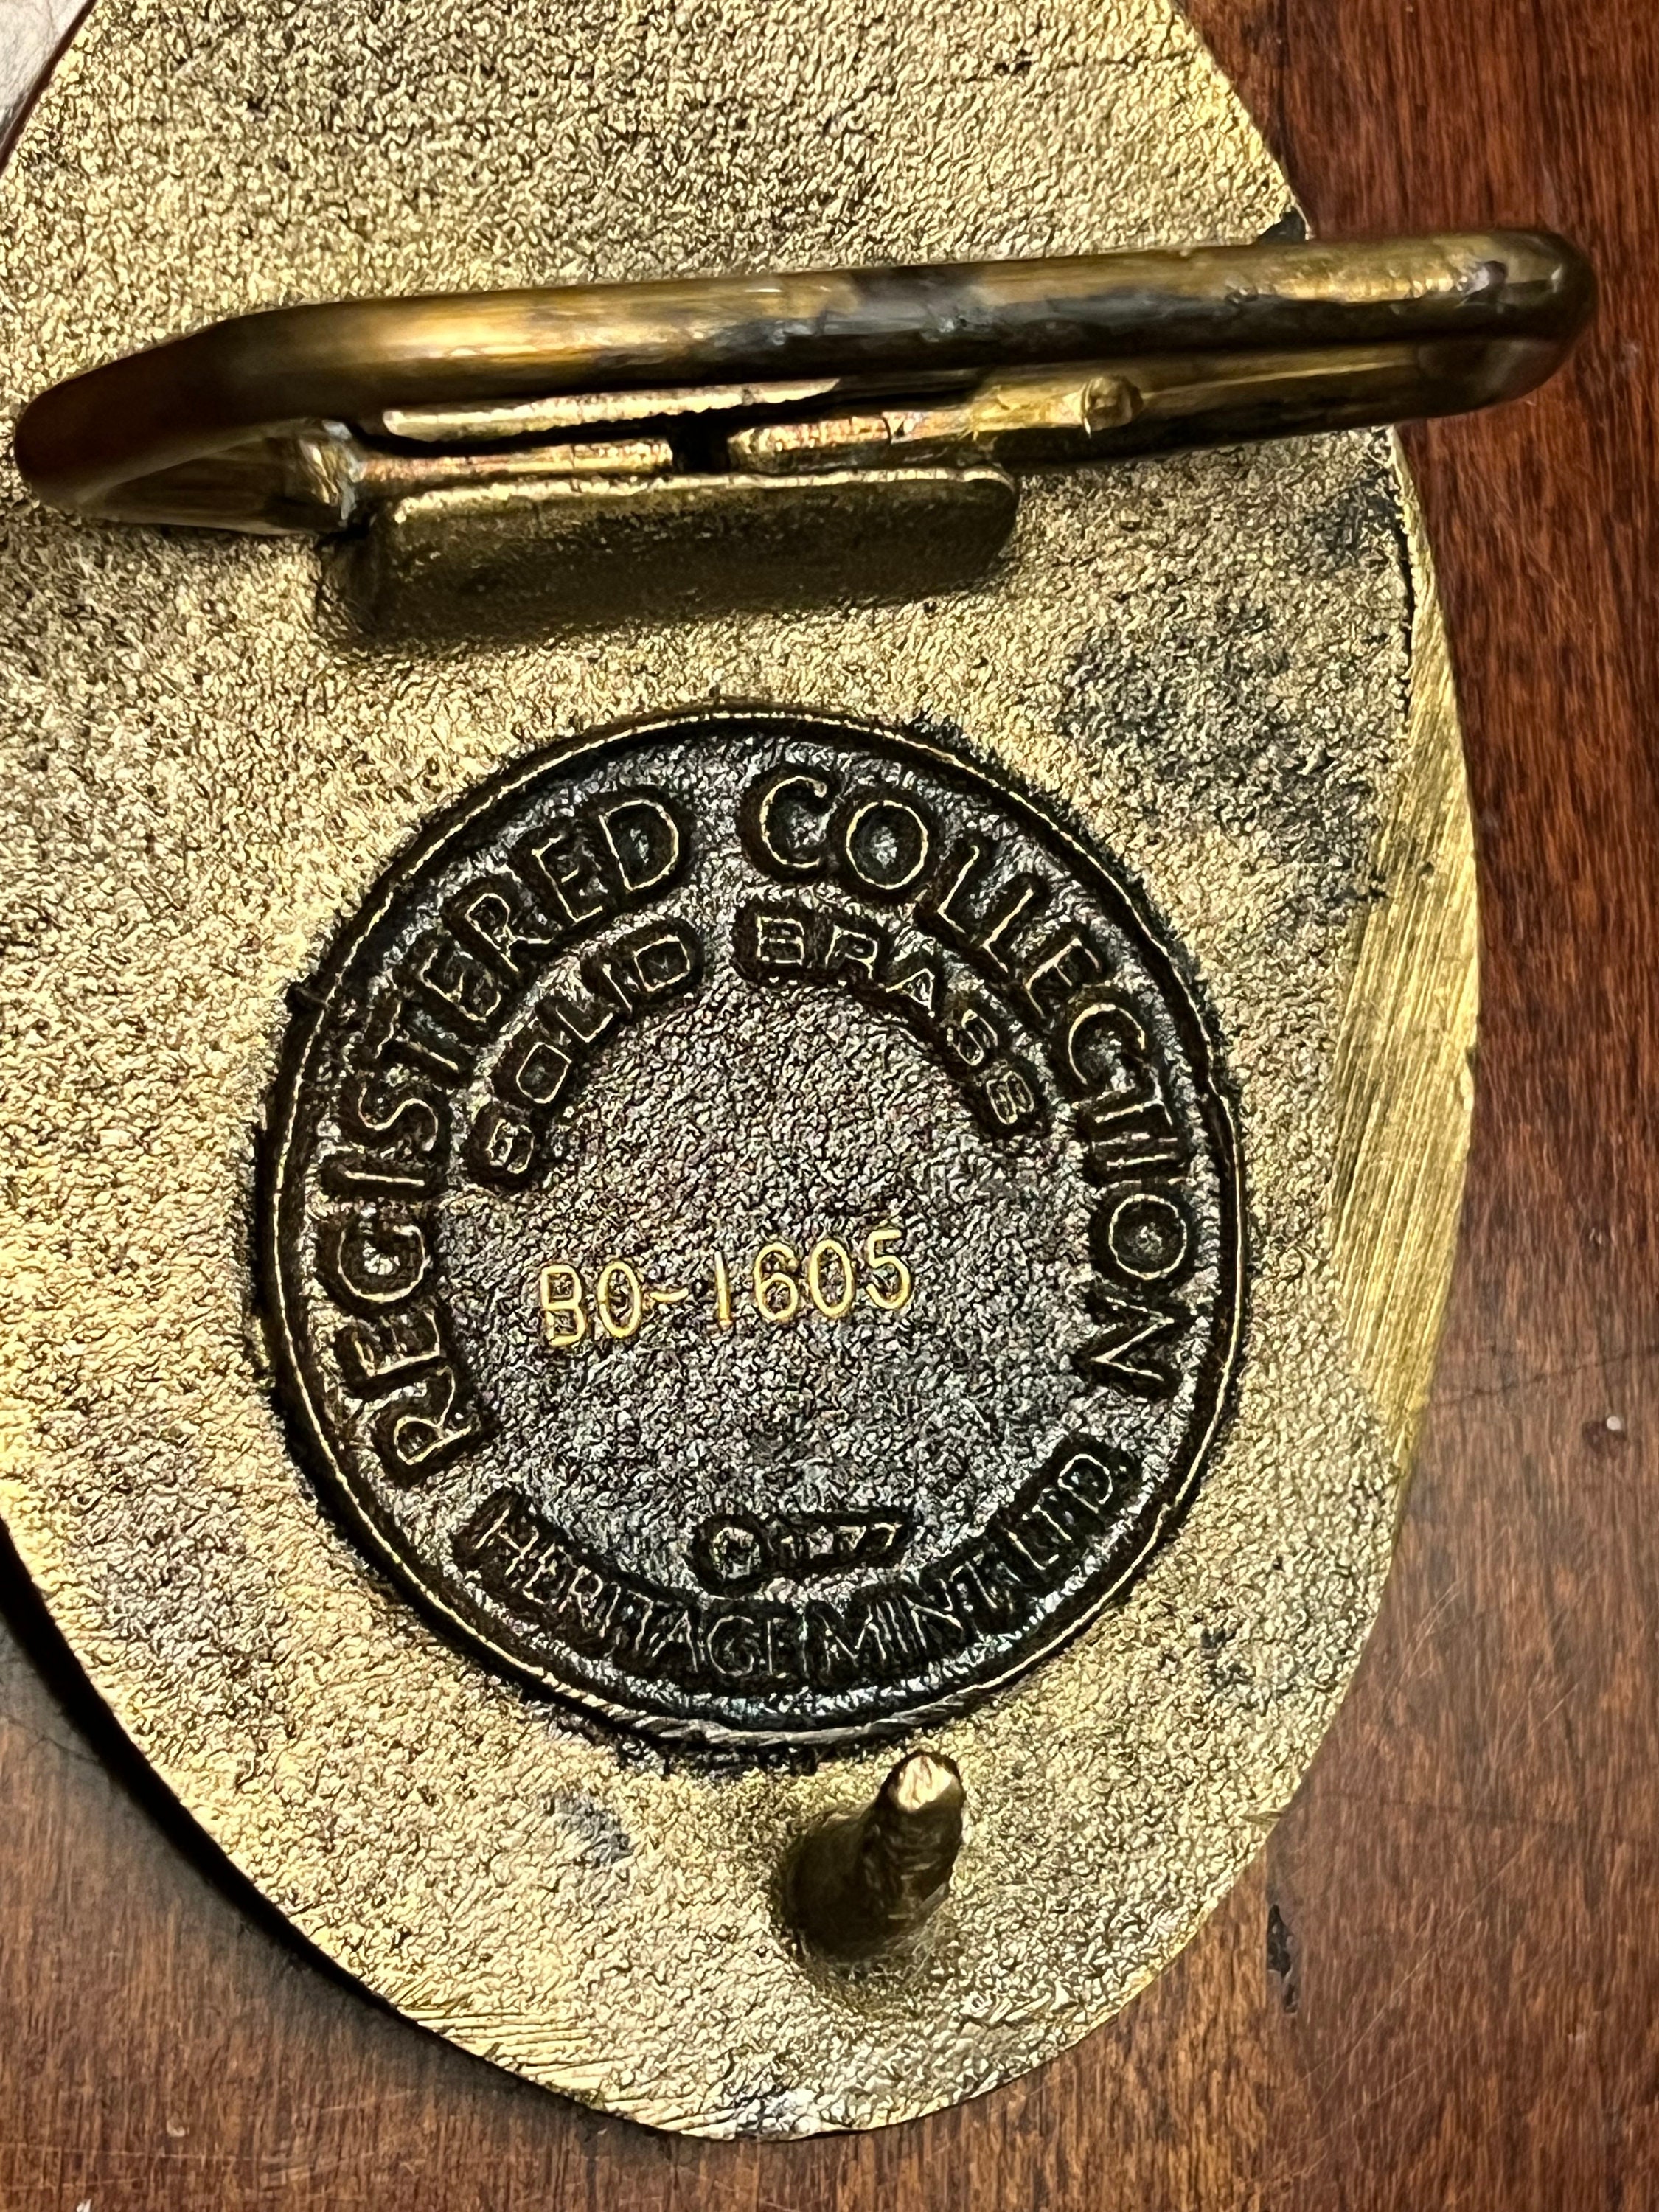 REGISTERED COLLECTION
SOLID BRASS
BO-1605
HERITAGE MINT, LTD.